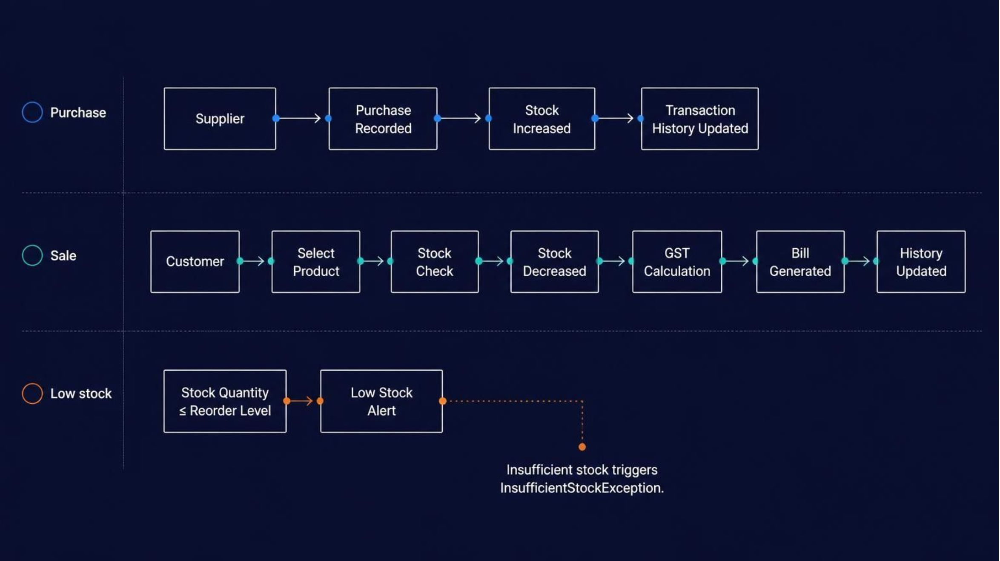 Purchase
Supplier
Purchase
Recorded
Stock
Increased
Transaction
History Updated
Sale
Customer
Select
Product
Stock
Check
Stock
Decreased
GST
Calculation
Bill
Generated
History
Updated
Low stock
Stock Quantity
≤ Reorder Level
Low Stock
Alert
Insufficient stock triggers
InsufficientStockException.